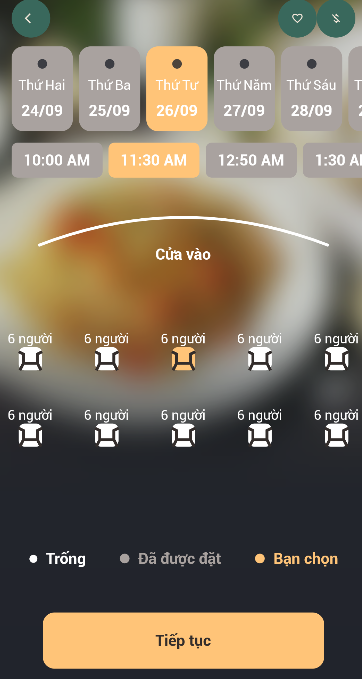 Thứ Hai Thứ Ba Thứ Tư Thứ Năm Thứ Sáu
24/09 25/09 26/09 27/09 28/09
10:00 AM 11:30 AM 12:50 AM 1:30
Cửa vào
6 người 6 người 6 người 6 người 6 người
6 người 6 người 6 người 6 người 6 người
Trống Đã được đặt Bạn chọn
Tiếp tục